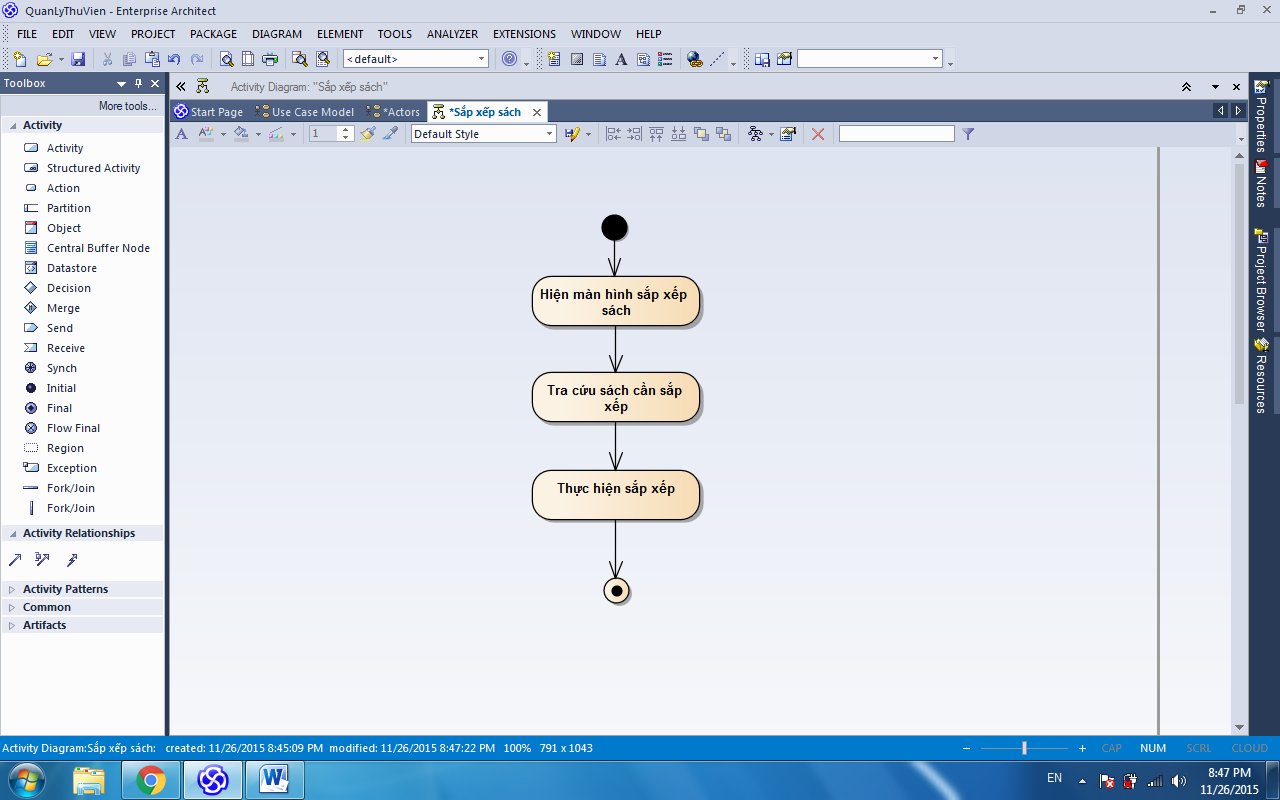 QuanLyThuVien - Enterprise Architect
FILE EDIT VIEW PROJECT PACKAGE DIAGRAM ELEMENT TOOLS ANALYZER EXTENSIONS WINDOW HELP
<default>
Toolbox
Activity Diagram: "Sắp xếp sách"
More tools...
Start Page Use Case Model *Actors *Sắp xếp sách
1 Default Style
Activity
Activity
Structured Activity
Action
Partition
Object
Central Buffer Node
Datastore
Decision
Merge
Send
Receive
Synch
Initial
Final
Flow Final
Region
Exception
Fork/Join
Fork/Join
Activity Relationships
Activity Patterns
Common
Artifacts
Hiện màn hình sắp xếp
sách
Tra cứu sách cần sắp
xếp
Thực hiện sắp xếp
Properties
Notes
Project Browser
Resources
Activity Diagram:Sắp xếp sách: created: 11/26/2015 8:45:09 PM modified: 11/26/2015 8:47:22 PM 100% 791 x 1043
CAP NUM SCRL CLOUD
EN
8:47 PM
11/26/2015